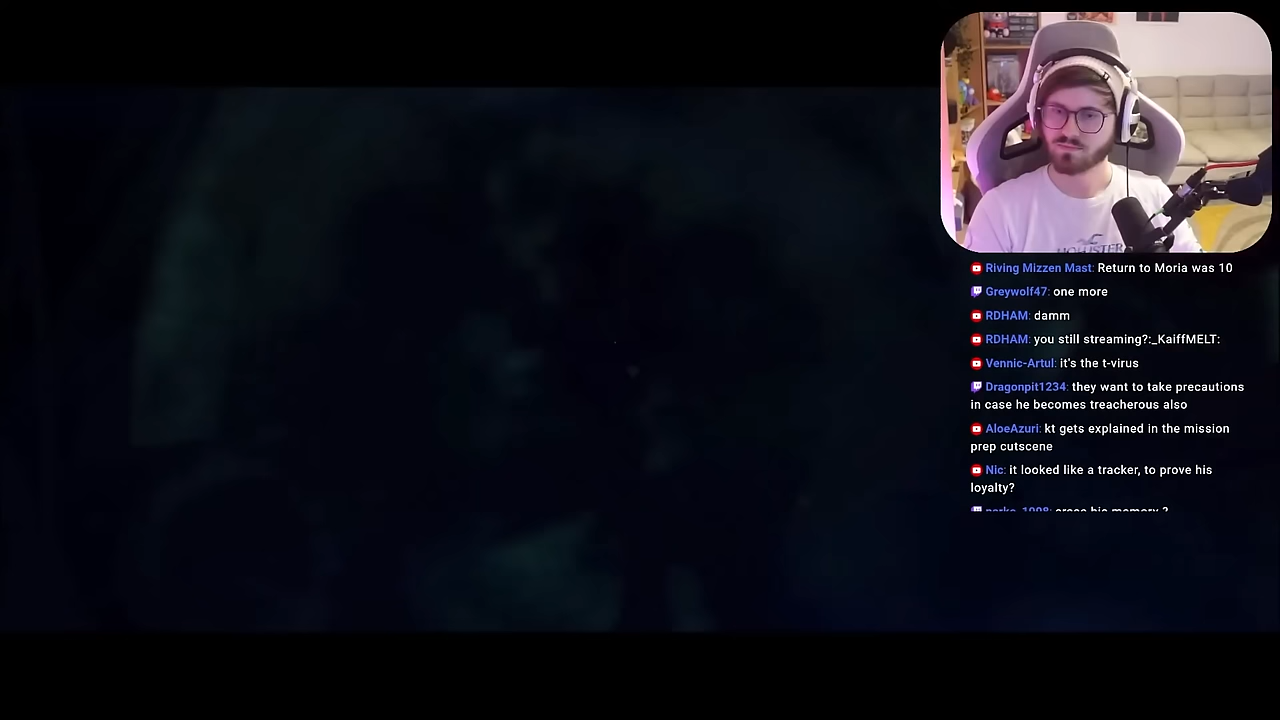 HOLLISTER
Riving Mizzen Mast: Return to Moria was 10
Greywolf47: one more
RDHAM: damm
RDHAM: you still streaming?:_KaiffMELT:
Vennic-Artul: it's the t-virus
Dragonpit1234: they want to take precautions
in case he becomes treacherous also
AloeAzuri: kt gets explained in the mission
prep cutscene
Nic: it looked like a tracker, to prove his
loyalty?